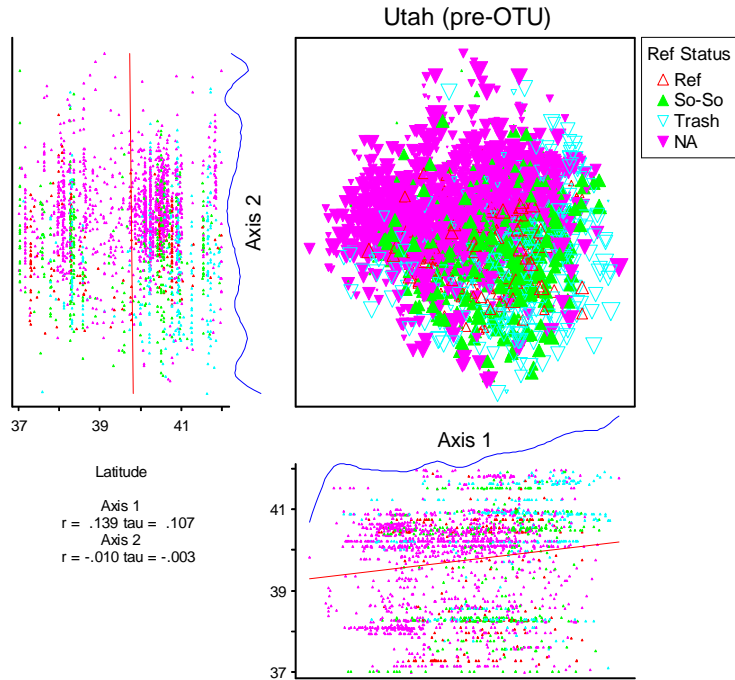 Utah (pre-OTU)
Ref Status
Ref
So-So
Trash
NA
Axis 2
37 39 41
Axis 1
Latitude
Axis 1
r = .139 tau = .107
Axis 2
r = -.010 tau = -.003
41
39
37